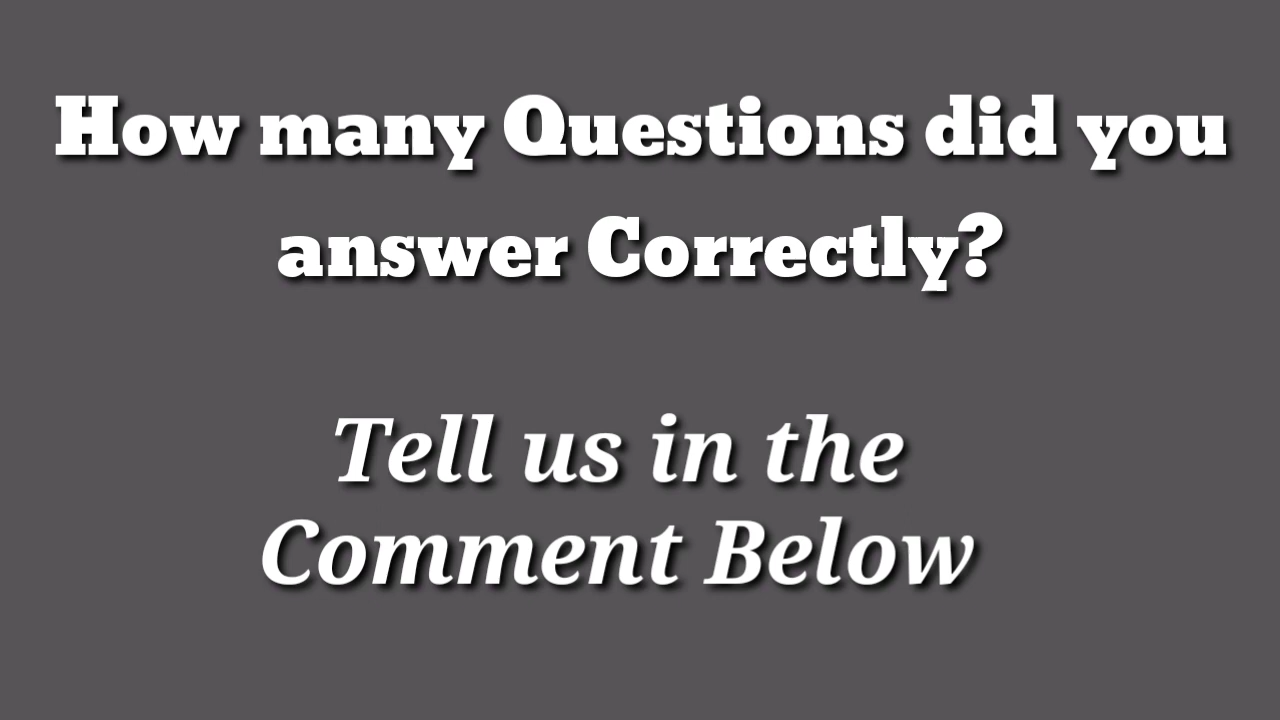 How many Questions did you
answer Correctly?
Tell us in the
Comment Below